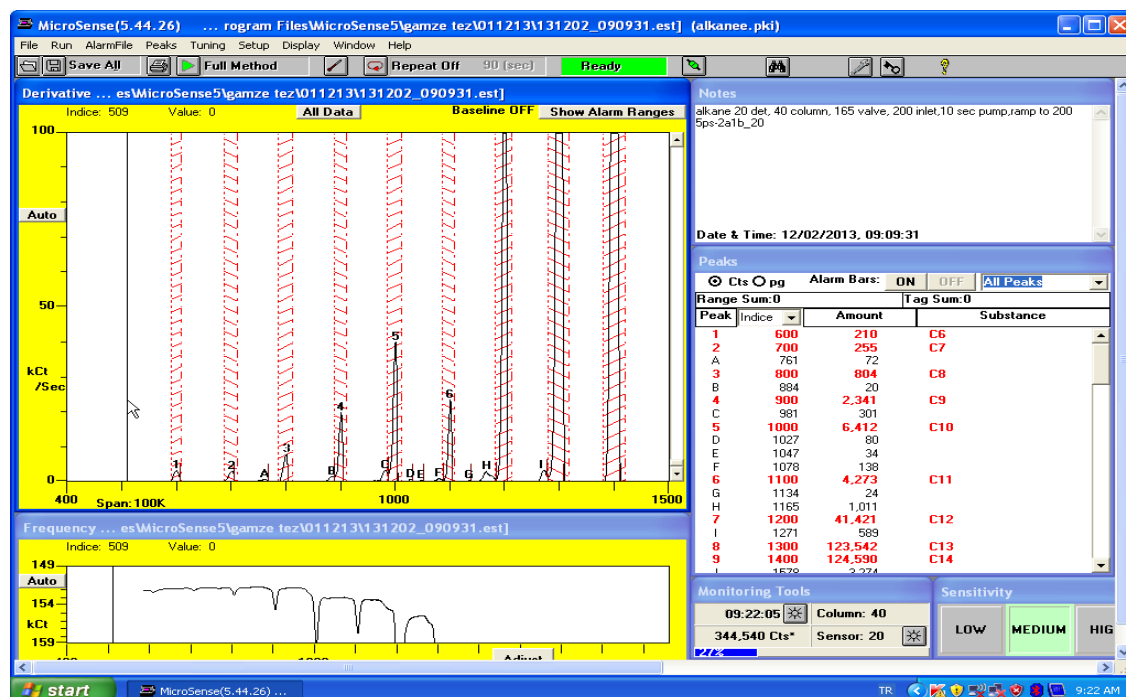 MicroSense(5.44.26) ... rogram Files\MicroSense5\gamze tez\011213\131202_090931.est] (alkanee.pki)
File Run AlarmFile Peaks Tuning Setup Display Window Help
Save All Full Method Repeat Off 90 (sec) Ready
Derivative ... es\MicroSense5\gamze tez\011213\131202_090931.est]
Indice: 509 Value: 0 All Data Baseline OFF Show Alarm Ranges
100
Auto
50
kCt
/Sec
0
1 2 A 3 B 4 C 5 D E F 6 G H I
400 Span:100K 1000 1500
Frequency ... es\MicroSense5\gamze tez\011213\131202_090931.est]
Indice: 509 Value: 0
149
Auto
154
kCt
159
400 1000 Adjust
Notes
alkane 20 det, 40 column, 165 valve, 200 inlet,10 sec pump,ramp to 200
5ps-2a1b_20
Date & Time: 12/02/2013, 09:09:31
Peaks
Cts pg Alarm Bars: ON OFF All Peaks
Range Sum:0 Tag Sum:0
Peak Indice Amount Substance
1 600 210 C6
2 700 255 C7
A 761 72
3 800 804 C8
B 884 20
4 900 2,341 C9
C 981 301
5 1000 6,412 C10
D 1027 80
E 1047 34
F 1078 138
6 1100 4,273 C11
G 1134 24
H 1165 1,011
7 1200 41,421 C12
I 1271 589
8 1300 123,542 C13
9 1400 124,590 C14
Monitoring Tools
09:22:05 Column: 40
344,540 Cts* Sensor: 20
27%
Sensitivity
LOW MEDIUM HIG
start MicroSense(5.44.26) ... TR 9:22 AM